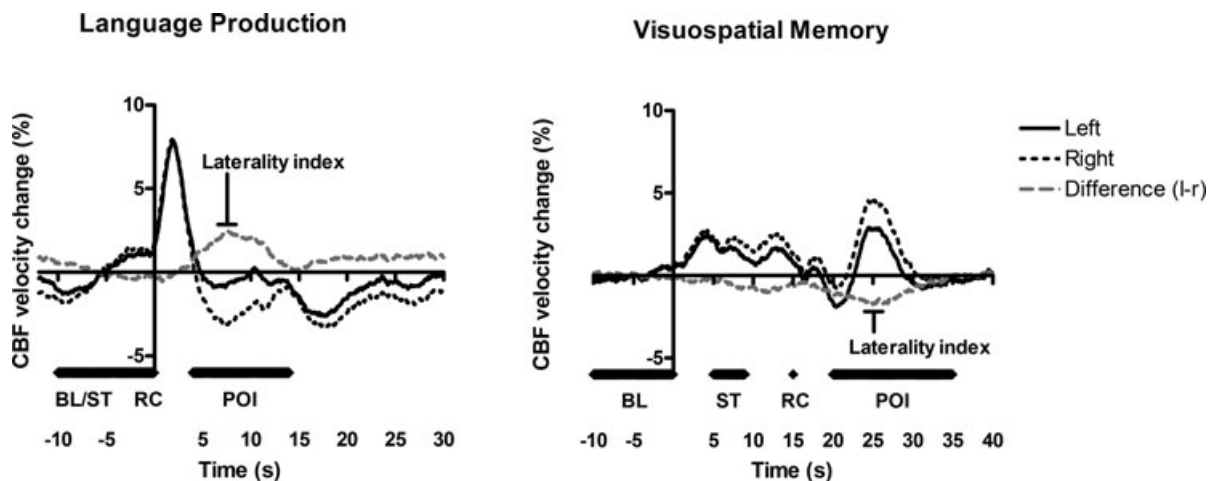 Language Production
CBF velocity change (%)
10
5
-5
Laterality index
BL/ST RC POI
-10 -5 5 10 15 20 25 30
Time (s)
Visuospatial Memory
CBF velocity change (%)
10
5
-5
Laterality index
BL ST RC POI
-10 -5 5 10 15 20 25 30 35 40
Time (s)
Left
Right
Difference (l-r)